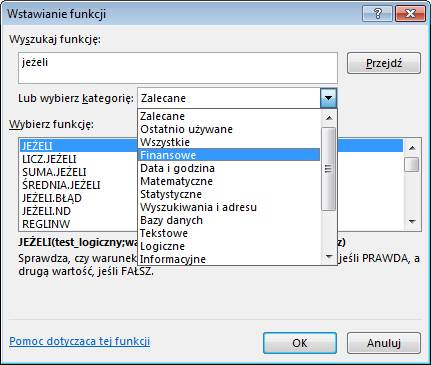 Wstawianie funkcji
Wyszukaj funkcję:
jeżeli
Przejdź
Lub wybierz kategorię: Zalecane
Zalecane
Ostatnio używane
Wszystkie
Finansowe
Data i godzina
Matematyczne
Statystyczne
Wyszukiwania i adresu
Bazy danych
Tekstowe
Logiczne
Informacyjne
Wybierz funkcję:
JEŻELI
LICZ.JEŻELI
SUMA.JEŻELI
ŚREDNIA.JEŻELI
JEŻELI.BŁĄD
JEŻELI.ND
REGLINW
JEŻELI(test_logiczny;wa z)
Sprawdza, czy warunek jeśli PRAWDA, a
drugą wartość, jeśli FAŁSZ.
Pomoc dotycząca tej funkcji
OK
Anuluj